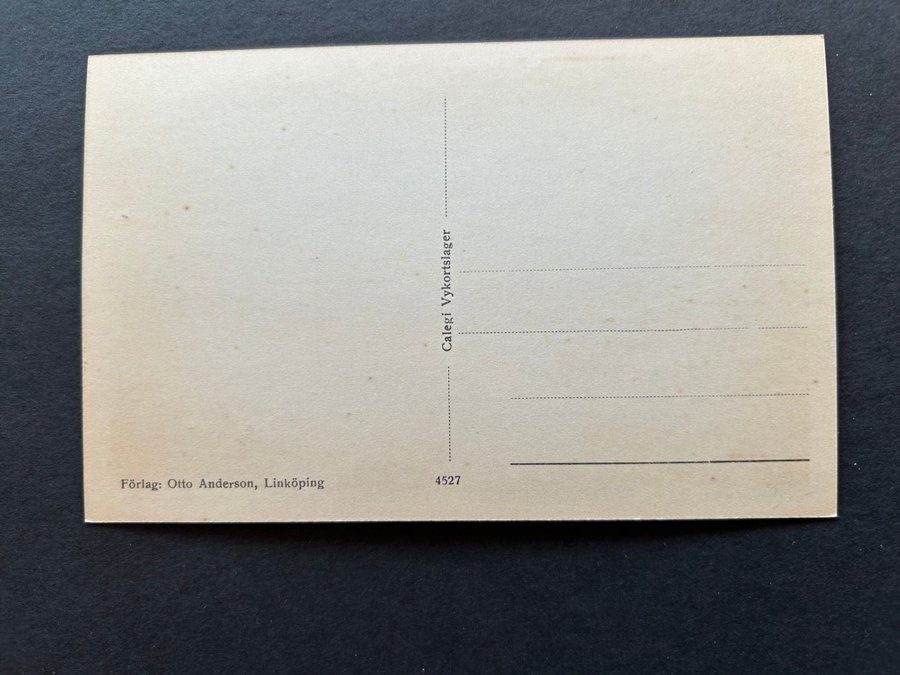 Calegi Vykortslager
Förlag: Otto Anderson, Linköping
4527